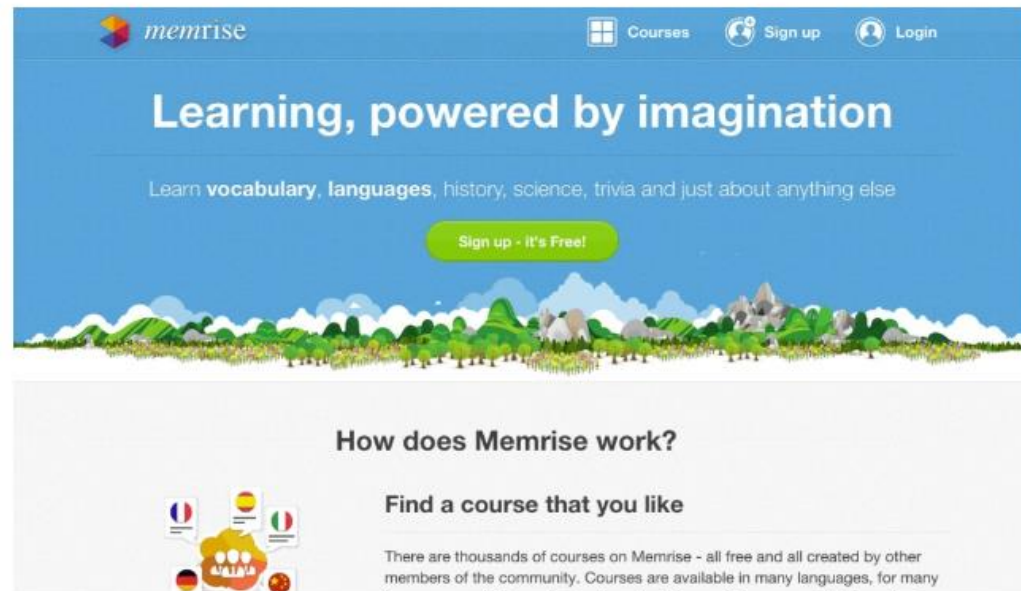 memrise
Courses
Sign up
Login
Learning, powered by imagination
Learn vocabulary, languages, history, science, trivia and just about anything else
Sign up - it's Free!
How does Memrise work?
Find a course that you like
There are thousands of courses on Memrise - all free and all created by other
members of the community. Courses are available in many languages, for many